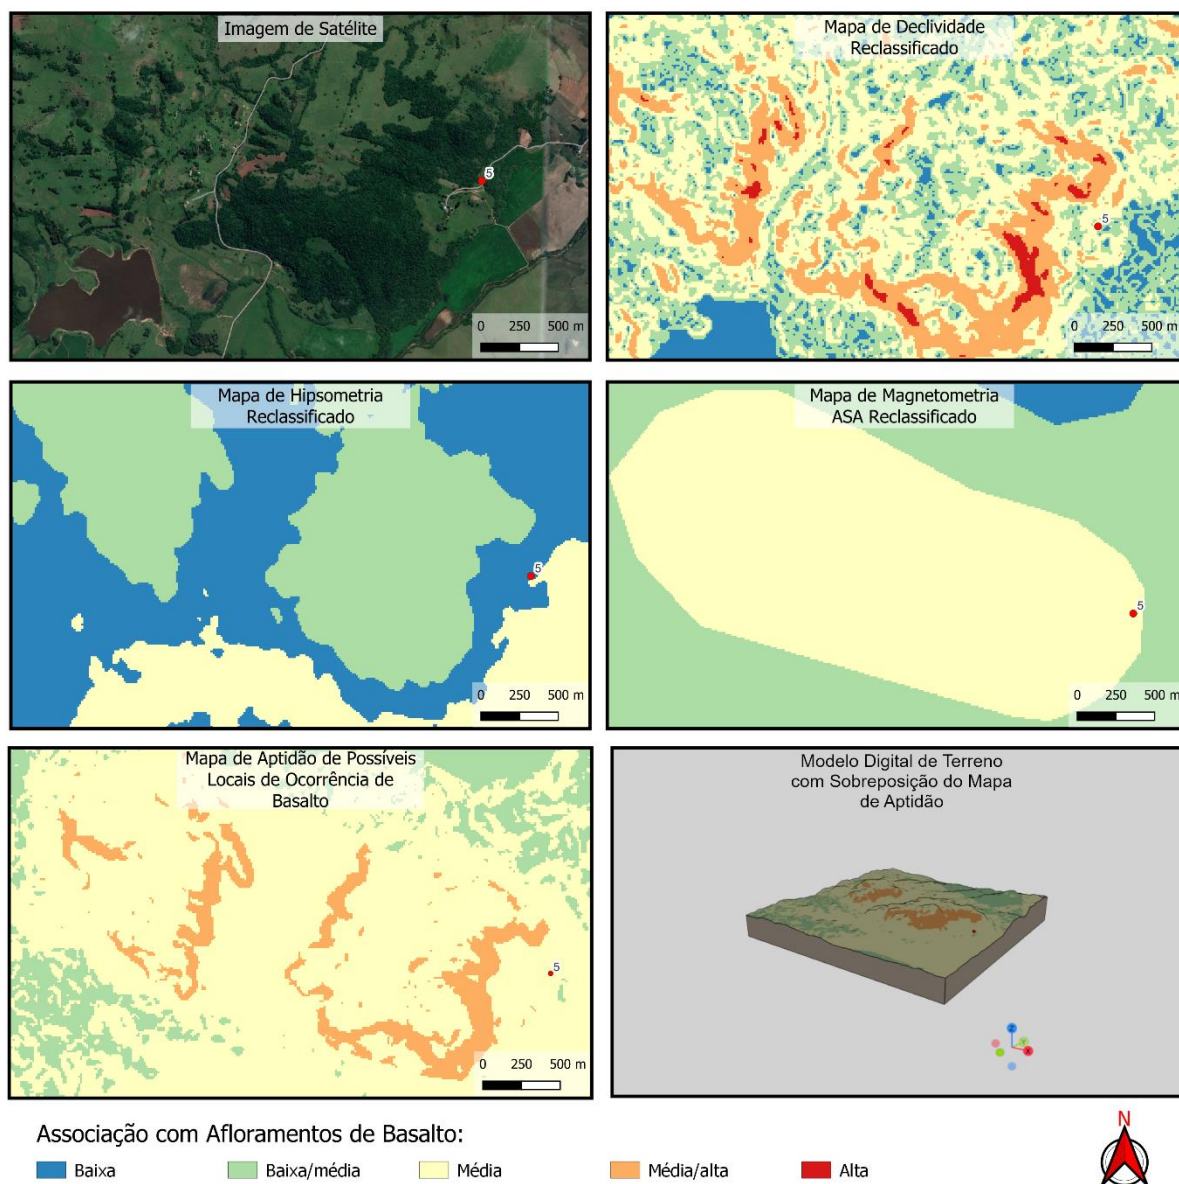 Imagem de Satélite
5
0 250 500 m
Mapa de Declividade
Reclassificado
5
0 250 500 m
Mapa de Hipsometria
Reclassificado
5
0 250 500 m
Mapa de Magnetometria
ASA Reclassificado
5
0 250 500 m
Mapa de Aptidão de Possíveis
Locais de Ocorrência de
Basalto
5
0 250 500 m
Modelo Digital de Terreno
com Sobreposição do Mapa
de Aptidão
Z
Y
X
Associação com Afloramentos de Basalto:
Baixa
Baixa/média
Média
Média/alta
Alta
N